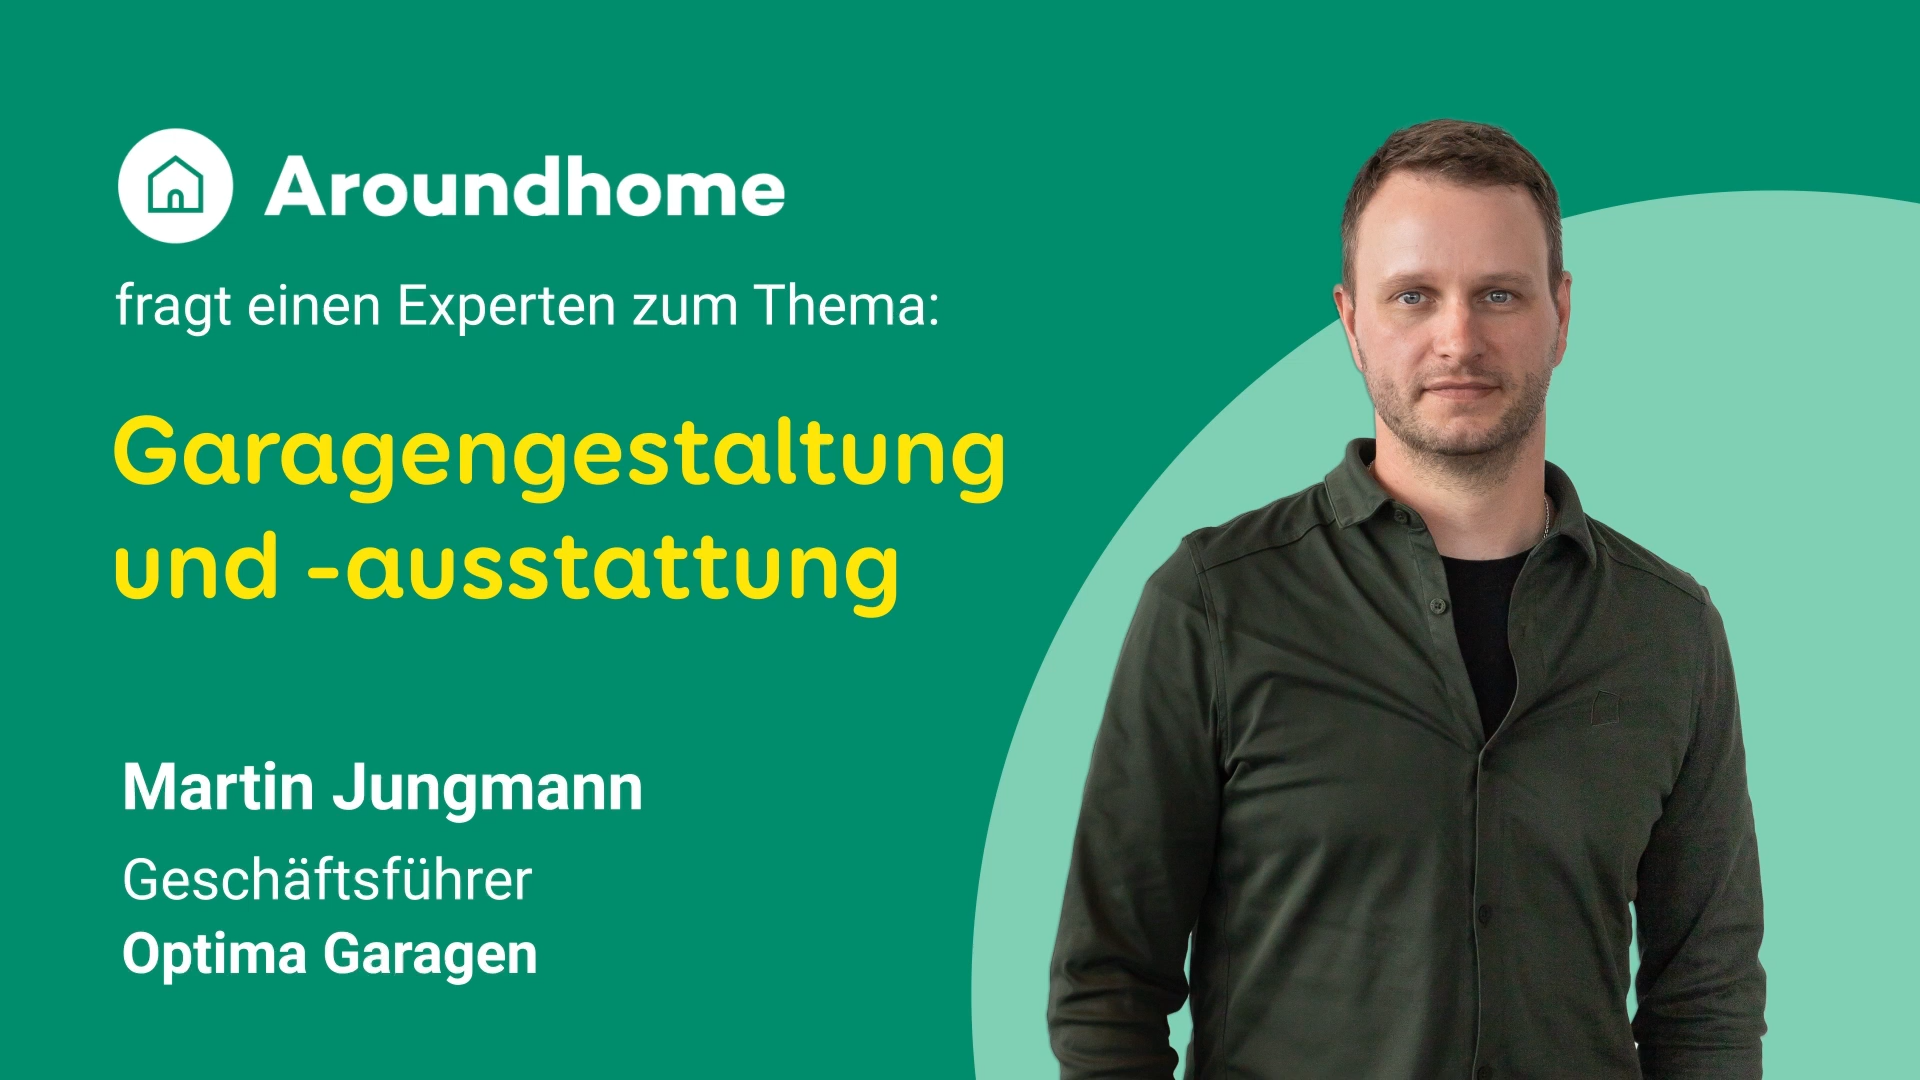 Aroundhome
fragt einen Experten zum Thema:
Garagengestaltung
und -ausstattung
Martin Jungmann
Geschäftsführer
Optima Garagen